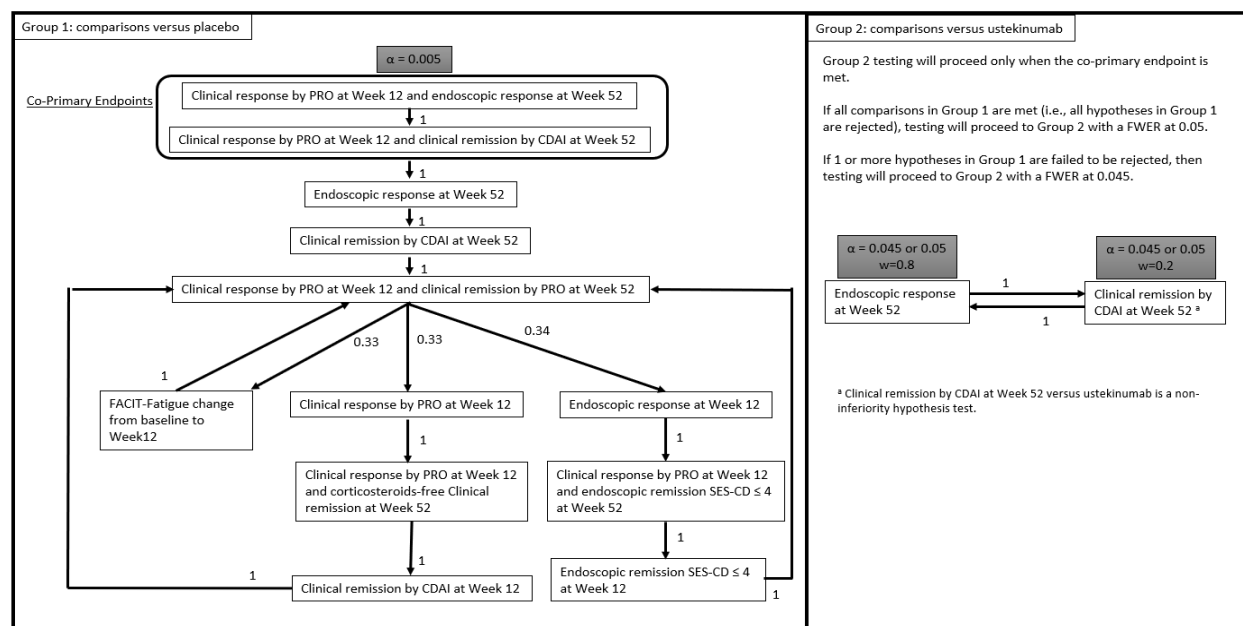 Group 1: comparisons versus placebo
α = 0.005
Co-Primary Endpoints
Clinical response by PRO at Week 12 and endoscopic response at Week 52
1
Clinical response by PRO at Week 12 and clinical remission by CDAI at Week 52
1
Endoscopic response at Week 52
1
Clinical remission by CDAI at Week 52
1
Clinical response by PRO at Week 12 and clinical remission by PRO at Week 52
1
0.33
0.33
0.34
FACIT-Fatigue change
from baseline to
Week12
Clinical response by PRO at Week 12
Endoscopic response at Week 12
1
1
Clinical response by PRO at Week 12
and corticosteroids-free Clinical
remission at Week 52
Clinical response by PRO at Week 12
and endoscopic remission SES-CD ≤ 4
at Week 52
1
1
Clinical remission by CDAI at Week 12
1
Endoscopic remission SES-CD ≤ 4
at Week 12
1
Group 2: comparisons versus ustekinumab
Group 2 testing will proceed only when the co-primary endpoint is
met.
If all comparisons in Group 1 are met (i.e., all hypotheses in Group 1
are rejected), testing will proceed to Group 2 with a FWER at 0.05.
If 1 or more hypotheses in Group 1 are failed to be rejected, then
testing will proceed to Group 2 with a FWER at 0.045.
α = 0.045 or 0.05
w=0.8
α = 0.045 or 0.05
w=0.2
Endoscopic response
at Week 52
1
1
Clinical remission by
CDAI at Week 52 ᵃ
ᵃ Clinical remission by CDAI at Week 52 versus ustekinumab is a non-
inferiority hypothesis test.